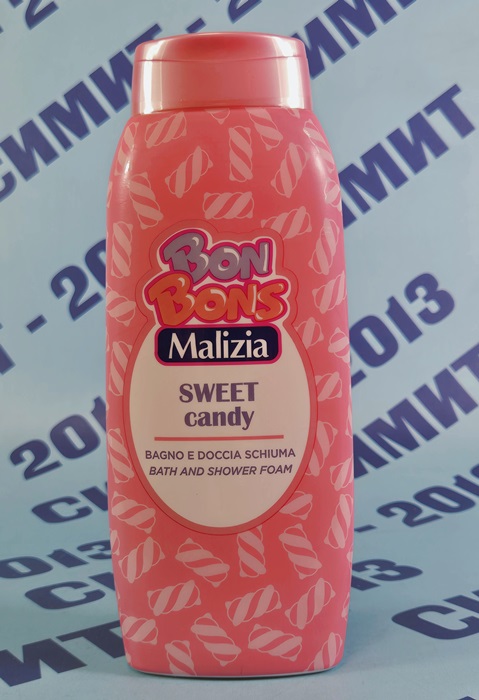 BON
BONS
Malizia
SWEET
candy
BAGNO E DOCCIA SCHIUMA
BATH AND SHOWER FOAM
СИМИТ - 2013